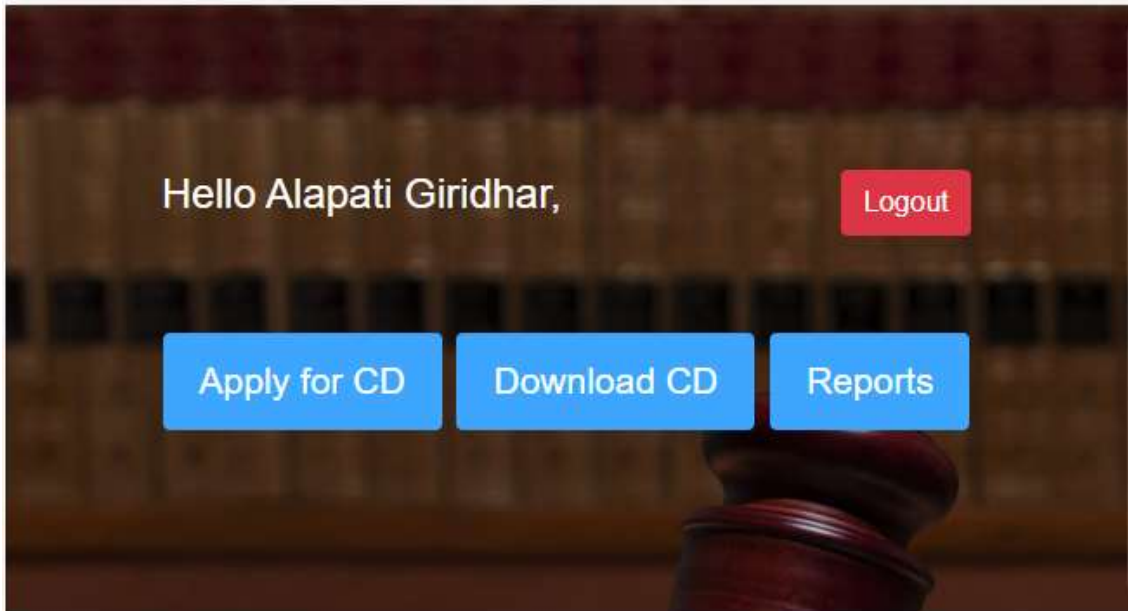 Hello Alapati Giridhar,
Logout
Apply for CD
Download CD
Reports